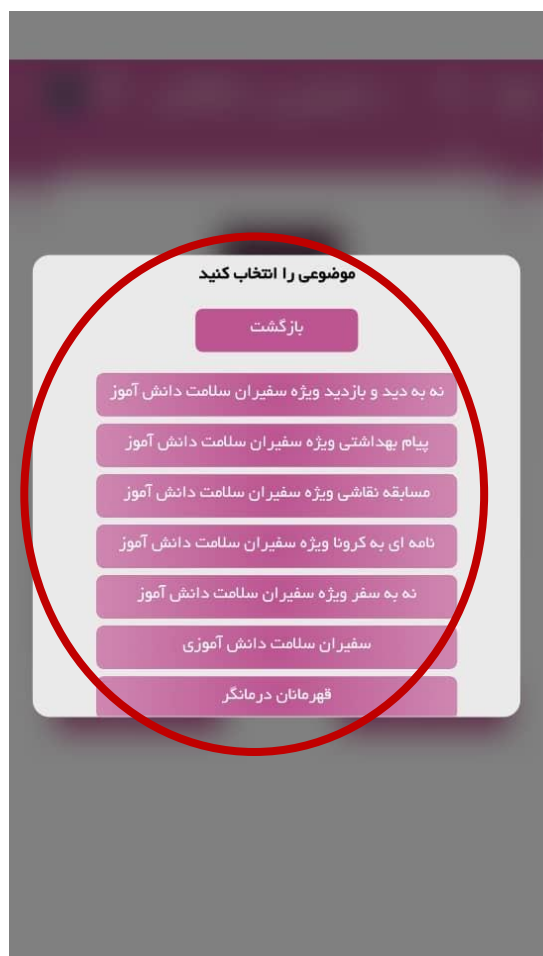 موضوعی را انتخاب کنید
بازگشت
نه به دید و بازدید ویژه سفیران سلامت دانش آموز
پیام بهداشتی ویژه سفیران سلامت دانش آموز
مسابقه نقاشی ویژه سفیران سلامت دانش آموز
نامه ای به کرونا ویژه سفیران سلامت دانش آموز
نه به سفر ویژه سفیران سلامت دانش آموز
سفیران سلامت دانش آموزی
قهرمانان درمانگر